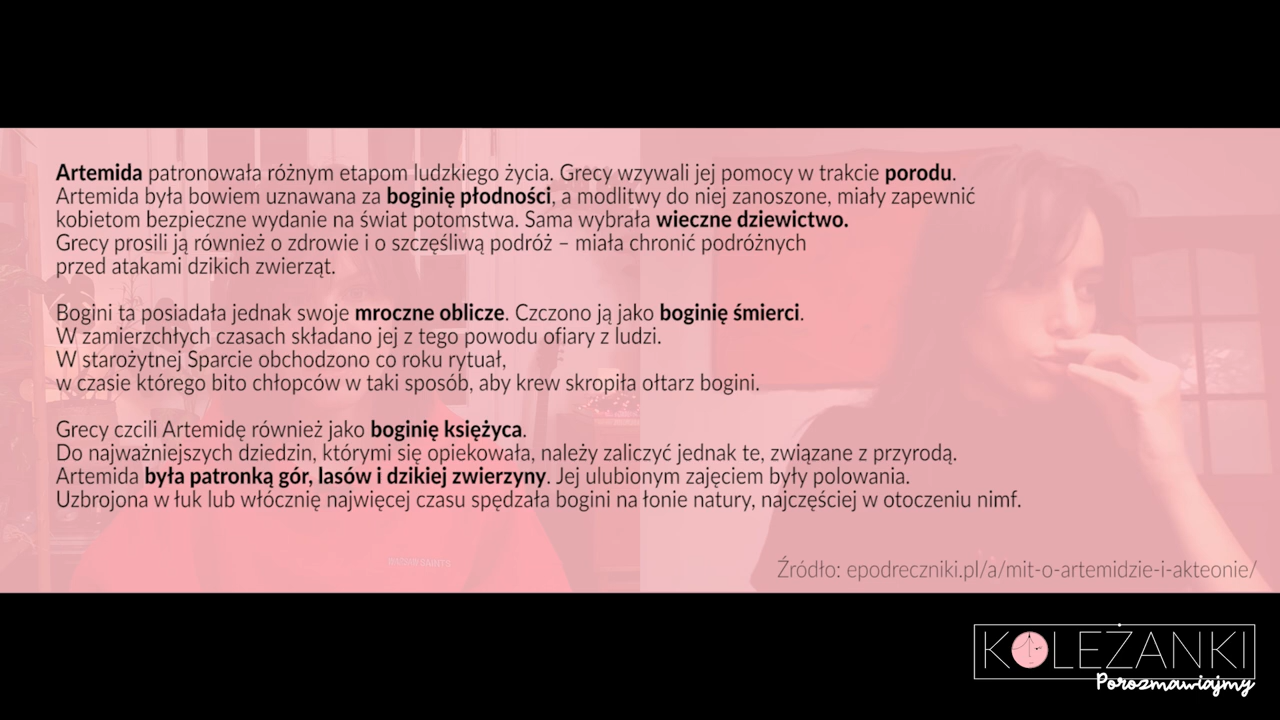 Artemida patronowała różnym etapom ludzkiego życia. Grecy wzywali jej pomocy w trakcie porodu.
Artemida była bowiem uznawana za boginię płodności, a modlitwy do niej zanoszone, miały zapewnić
kobietom bezpieczne wydanie na świat potomstwa. Sama wybrała wieczne dziewictwo.
Grecy prosili ją również o zdrowie i o szczęśliwą podróż – miała chronić podróżnych
przed atakami dzikich zwierząt.
Bogini ta posiadała jednak swoje mroczne oblicze. Czczono ją jako boginię śmierci.
W zamierzchłych czasach składano jej z tego powodu ofiary z ludzi.
W starożytnej Sparcie obchodzono co roku rytuał,
w czasie którego bito chłopców w taki sposób, aby krew skropiła ołtarz bogini.
Grecy czcili Artemidę również jako boginię księżyca.
Do najważniejszych dziedzin, którymi się opiekowała, należy zaliczyć jednak te, związane z przyrodą.
Artemida była patronką gór, lasów i dzikiej zwierzyny. Jej ulubionym zajęciem były polowania.
Uzbrojona w łuk lub włócznię najwięcej czasu spędzała bogini na łonie natury, najczęściej w otoczeniu nimf.
SAINTS
Źródło: epodreczniki.pl/a/mit-o-artemidzie-i-akteonie/
KOLEŻANKI
Porozmawiajmy